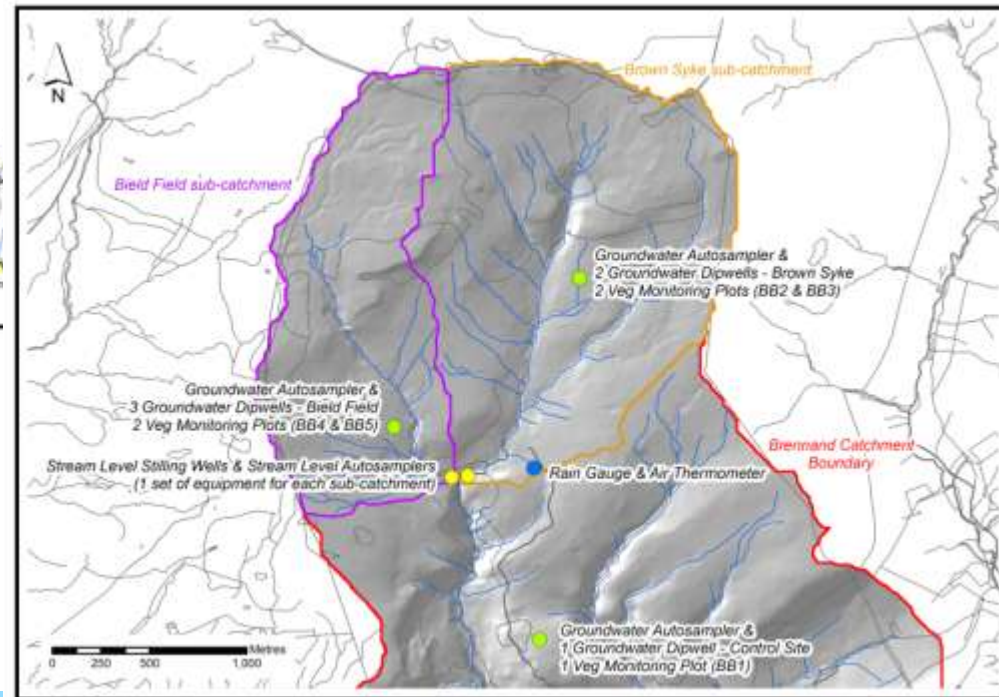 N
Brown Syke sub-catchment
Bield Field sub-catchment
Groundwater Autosampler &
2 Groundwater Dipwells - Brown Syke
2 Veg Monitoring Plots (BB2 & BB3)
Groundwater Autosampler &
3 Groundwater Dipwells - Bield Field
2 Veg Monitoring Plots (BB4 & BB5)
Brennand Catchment
Boundary
Stream Level Stilling Wells & Stream Level Autosamplers
(1 set of equipment for each sub-catchment)
Rain Gauge & Air Thermometer
Groundwater Autosampler &
1 Groundwater Dipwell - Control Site
1 Veg Monitoring Plot (BB1)
Metres
0 250 500 1,000